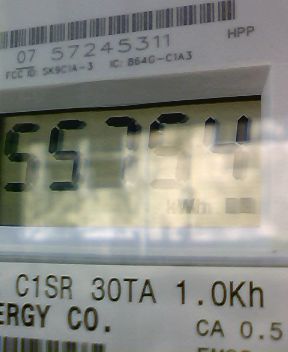 07 57245311
HPP
FCC ID: SK9C1A-3 IC: 864G-C1A3
55764
kWh
C1SR 30TA 1.0Kh
ERGY CO.
CA 0.5